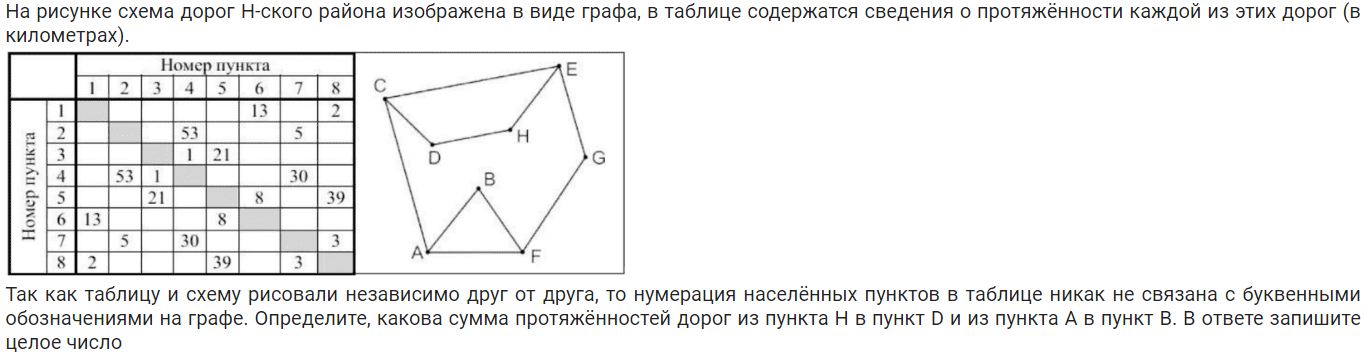 На рисунке схема дорог Н-ского района изображена в виде графа, в таблице содержатся сведения о протяжённости каждой из этих дорог (в
километрах).
Номер пункта
1 2 3 4 5 6 7 8
Номер пункта
1 13 2
2 53 5
3 1 21
4 53 1 30
5 21 8 39
6 13 8
7 5 30 3
8 2 39 3
C
E
D
H
G
B
A
F
Так как таблицу и схему рисовали независимо друг от друга, то нумерация населённых пунктов в таблице никак не связана с буквенными
обозначениями на графе. Определите, какова сумма протяжённостей дорог из пункта H в пункт D и из пункта A в пункт B. В ответе запишите
целое число